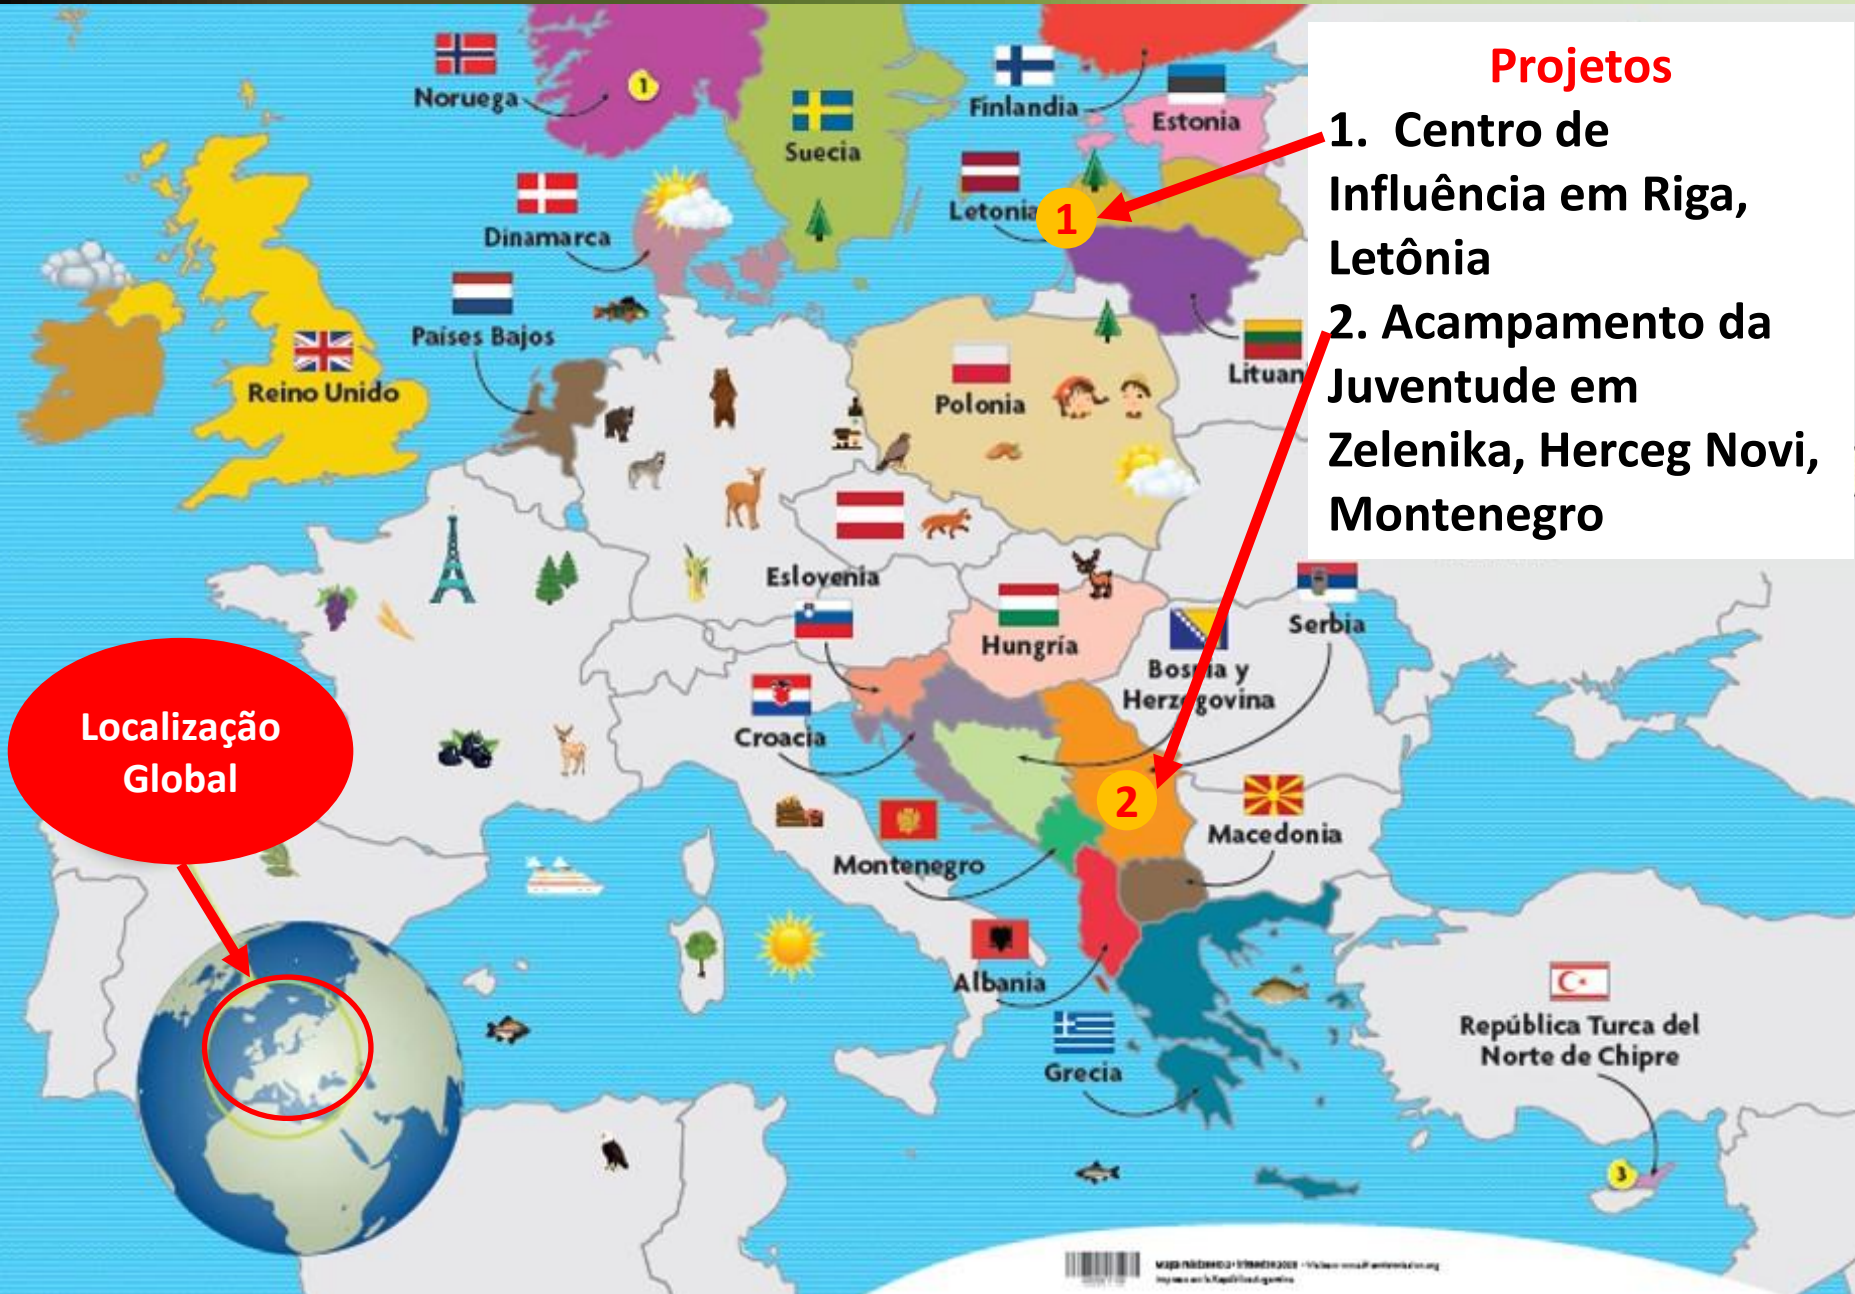 Projetos
1. Centro de
Influência em Riga,
Letônia
2. Acampamento da
Juventude em
Zelenika, Herceg Novi,
Montenegro
Noruega
1
Suecia
Finlandia
Estonia
Letonia
1
Dinamarca
Países Bajos
Reino Unido
Polonia
Lituan
Eslovenia
Hungría
Serbia
Bosnia y
Herzegovina
Croacia
2
Macedonia
Montenegro
Albania
Grecia
República Turca del
Norte de Chipre
3
Localização
Global